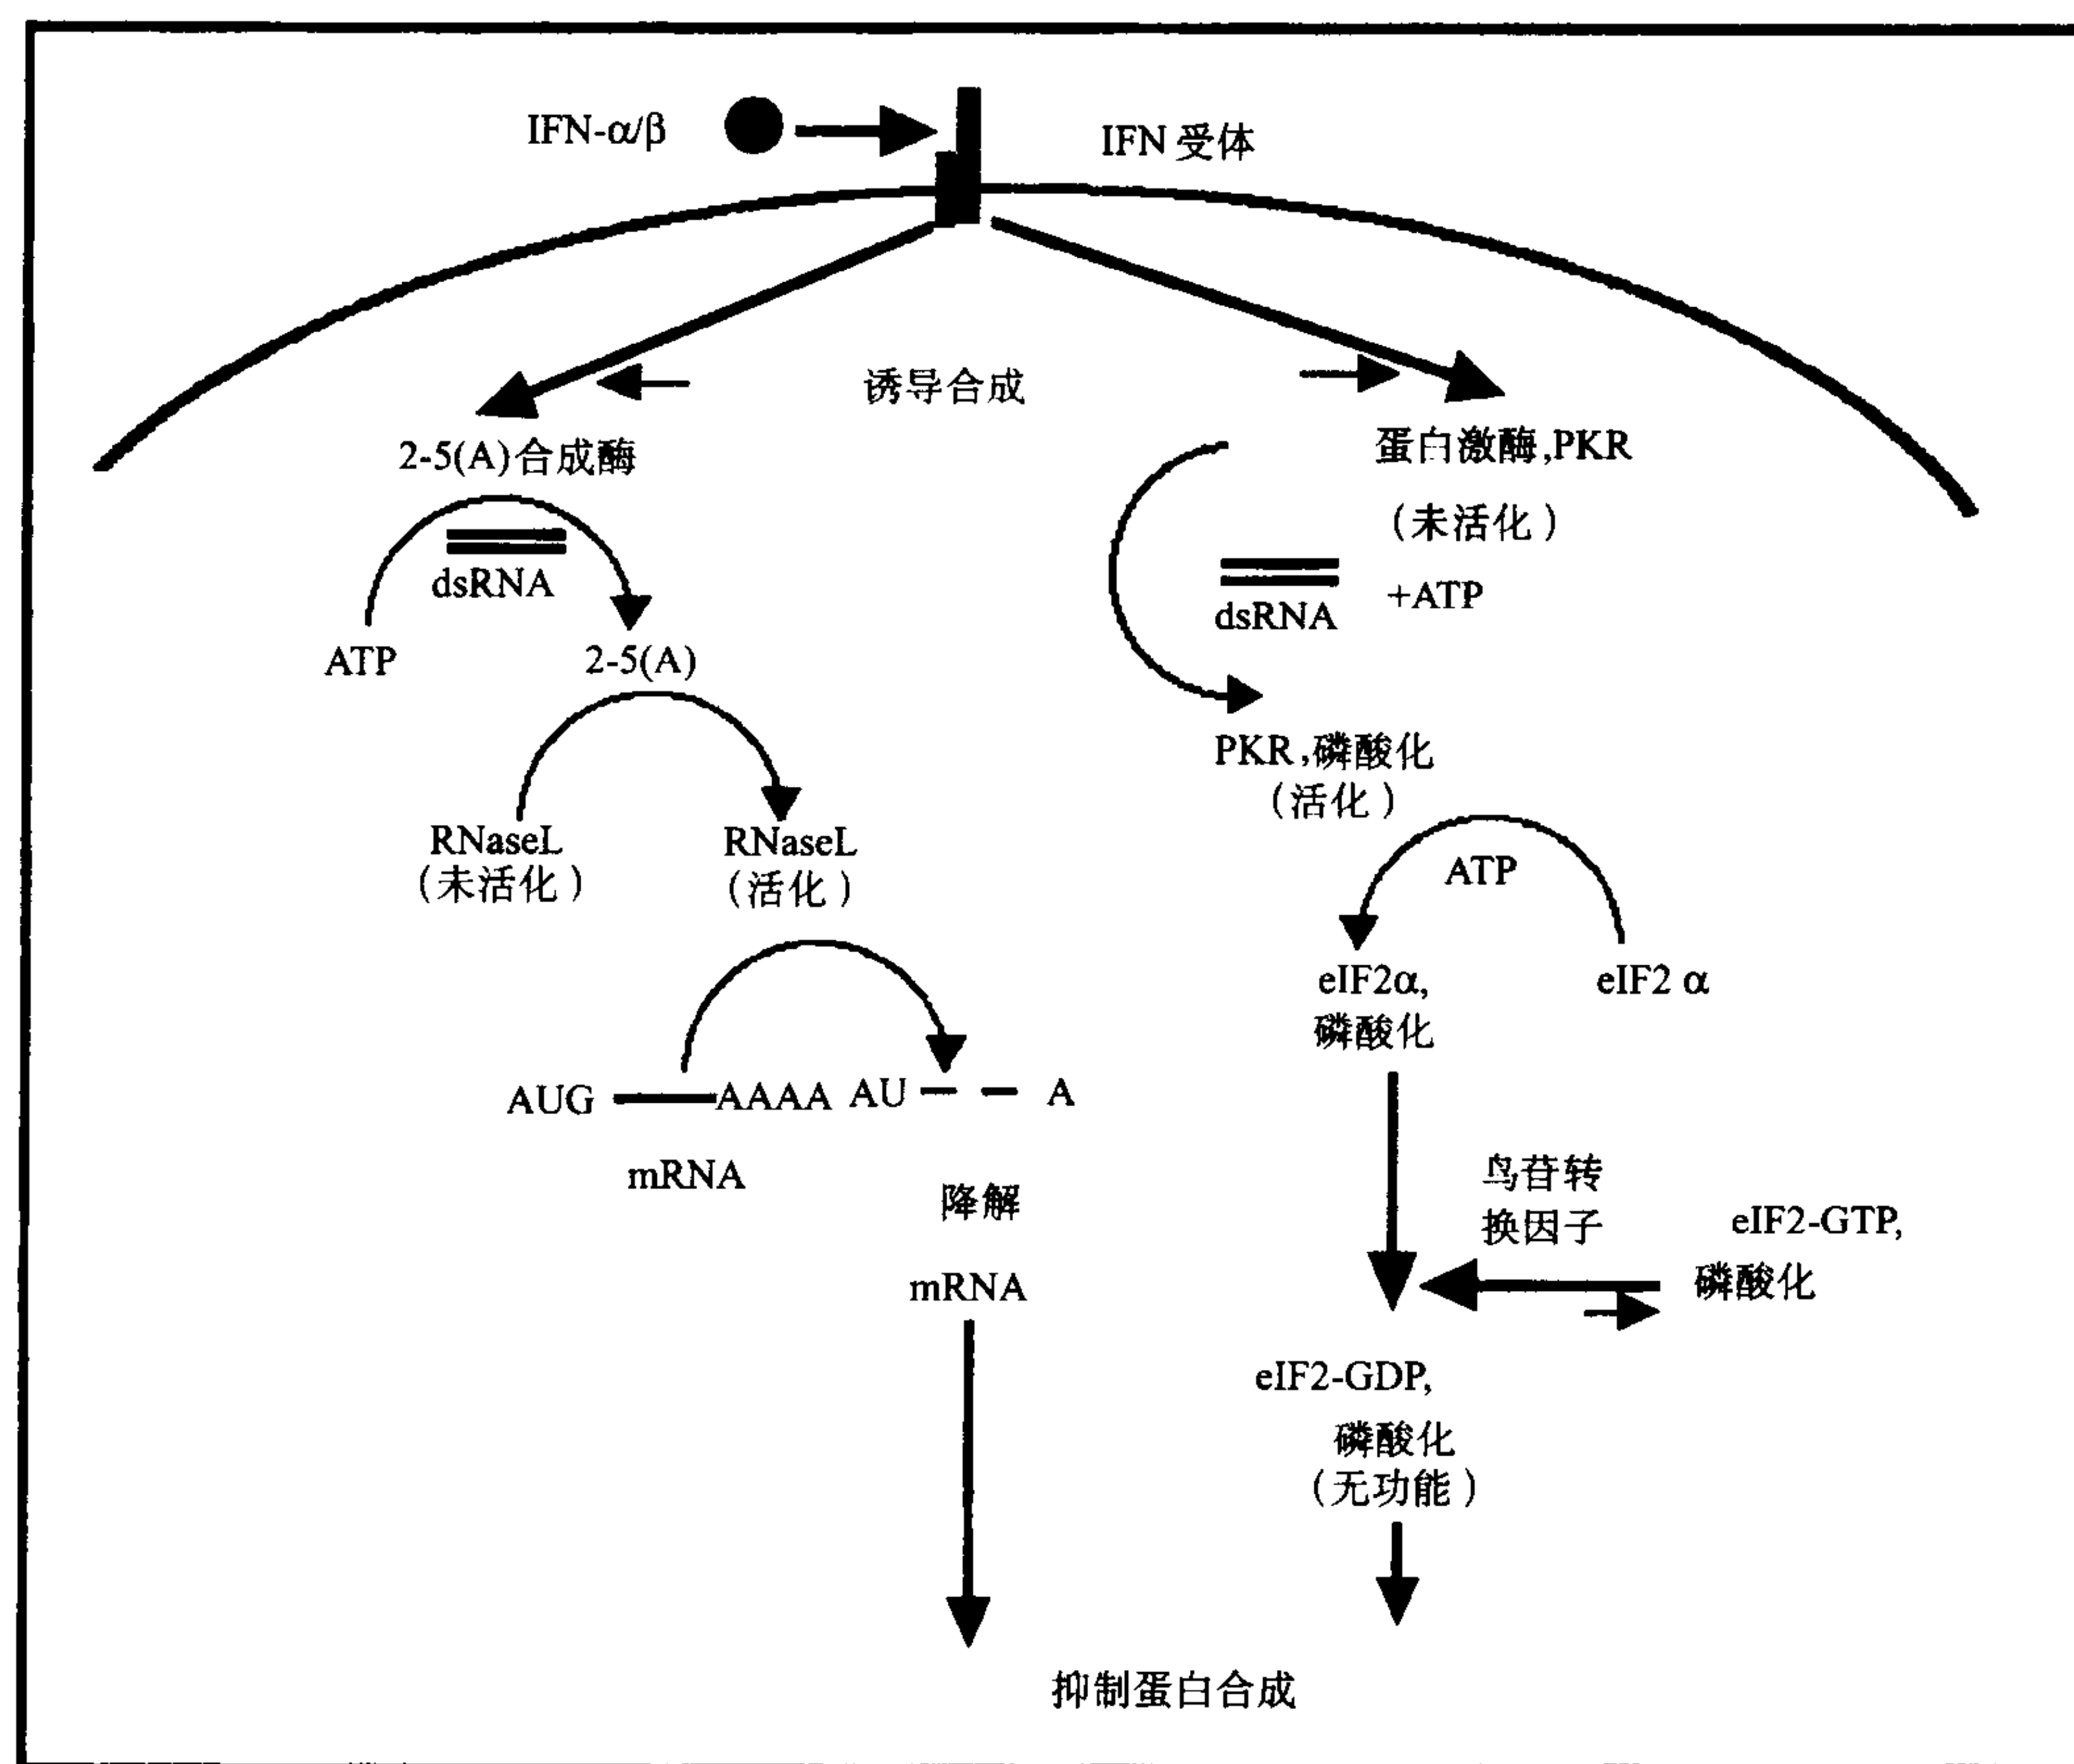 IFN-α/β
IFN 受体
诱导合成
2-5(A)合成酶
dsRNA
ATP
2-5(A)
RNaseL
(未活化)
RNaseL
(活化)
AUG AAAA AU A
mRNA
降解
mRNA
蛋白激酶,PKR
(未活化)
dsRNA
+ATP
PKR,磷酸化
(活化)
ATP
eIF2α,
磷酸化
eIF2 α
鸟苷转
换因子
eIF2-GTP,
磷酸化
eIF2-GDP,
磷酸化
(无功能)
抑制蛋白合成